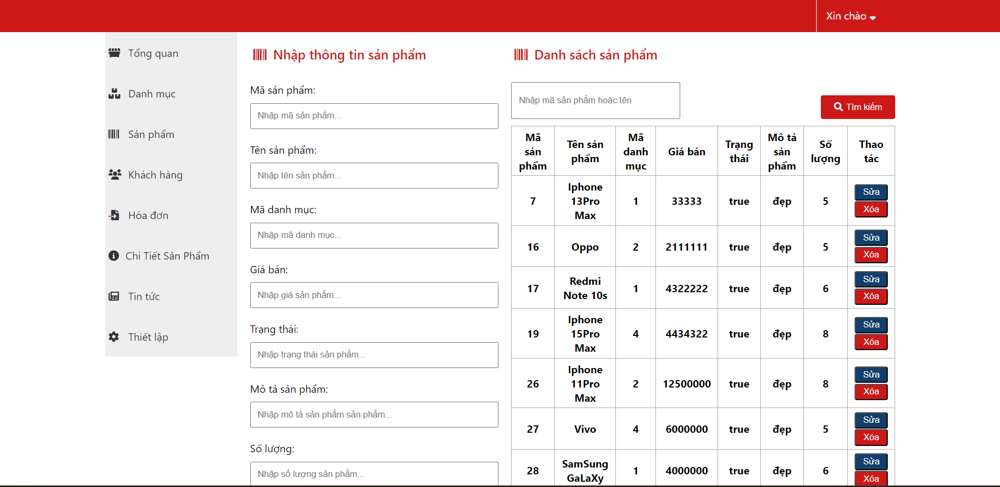 Xin chào
Tổng quan
Danh mục
Sản phẩm
Khách hàng
Hóa đơn
Chi Tiết Sản Phẩm
Tin tức
Thiết lập
Nhập thông tin sản phẩm
Mã sản phẩm:
Nhập mã sản phẩm...
Tên sản phẩm:
Nhập tên sản phẩm...
Mã danh mục:
Nhập mã danh mục...
Giá bán:
Nhập giá sản phẩm...
Trạng thái:
Nhập trạng thái sản phẩm...
Mô tả sản phẩm:
Nhập mô tả sản phẩm sản phẩm...
Số lượng:
Nhập số lượng sản phẩm...
Danh sách sản phẩm
Nhập mã sản phẩm hoặc tên
Tìm kiếm
Mã sản phẩm Tên sản phẩm Mã danh mục Giá bán Trạng thái Mô tả sản phẩm Số lượng Thao tác
7 Iphone 13Pro Max 1 33333 true đẹp 5 Sửa Xóa
16 Oppo 2 2111111 true đẹp 5 Sửa Xóa
17 Redmi Note 10s 1 4322222 true đẹp 6 Sửa Xóa
19 Iphone 15Pro Max 4 4434322 true đẹp 8 Sửa Xóa
26 Iphone 11Pro Max 2 12500000 true đẹp 8 Sửa Xóa
27 Vivo 4 6000000 true đẹp 5 Sửa Xóa
28 SamSung GaLaXy 1 4000000 true đẹp 6 Sửa Xóa